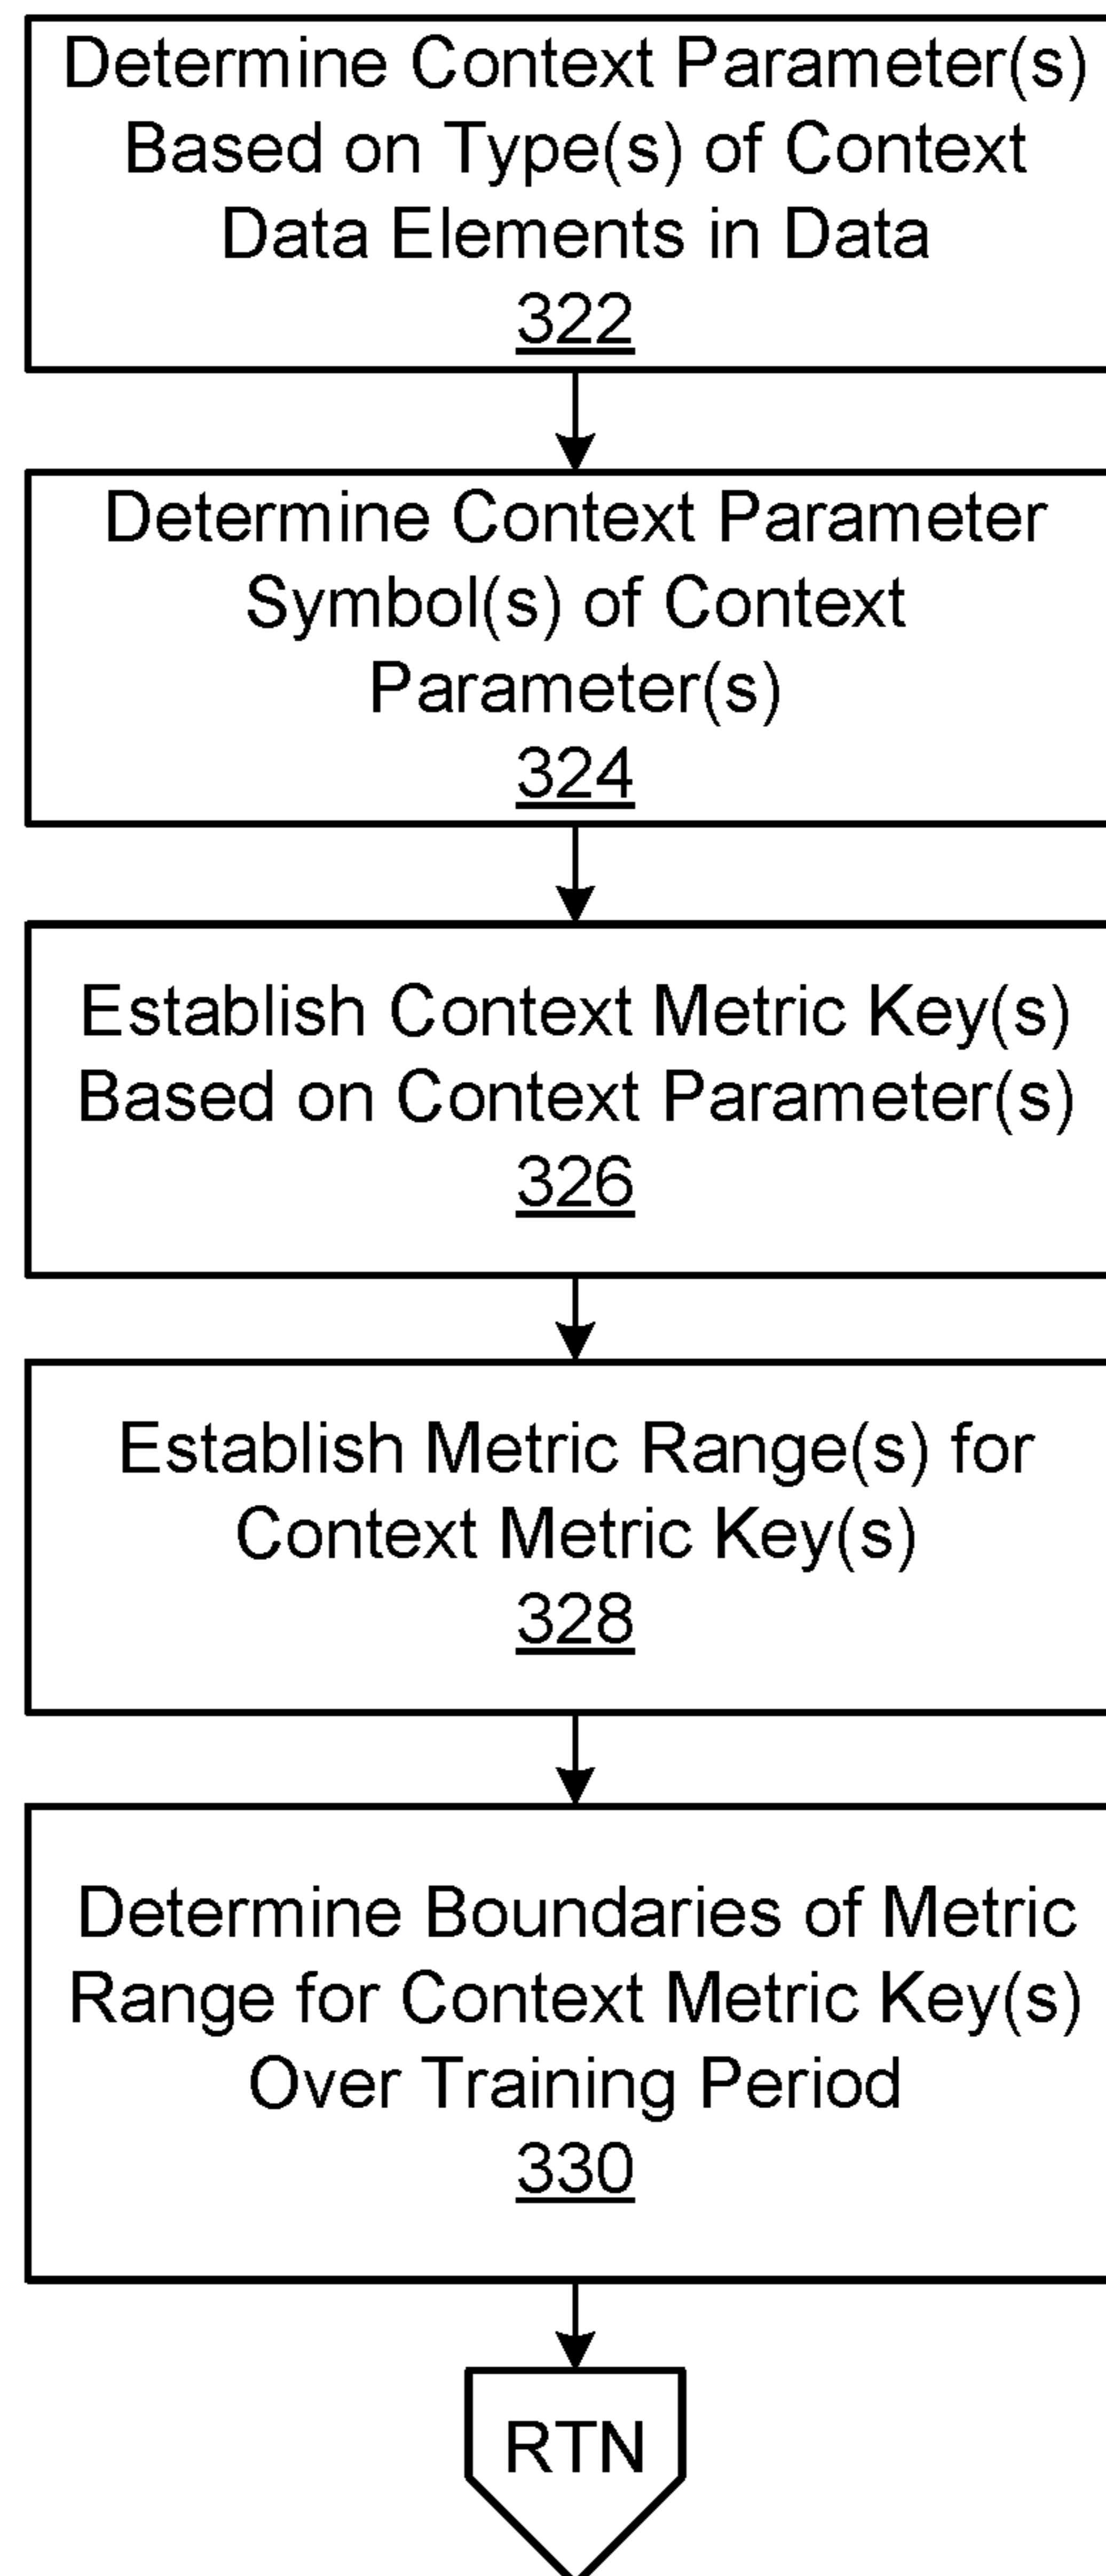 Determine Context Parameter(s)
Based on Type(s) of Context
Data Elements in Data
322
Determine Context Parameter
Symbol(s) of Context
Parameter(s)
324
Establish Context Metric Key(s)
Based on Context Parameter(s)
326
Establish Metric Range(s) for
Context Metric Key(s)
328
Determine Boundaries of Metric
Range for Context Metric Key(s)
Over Training Period
330
RTN